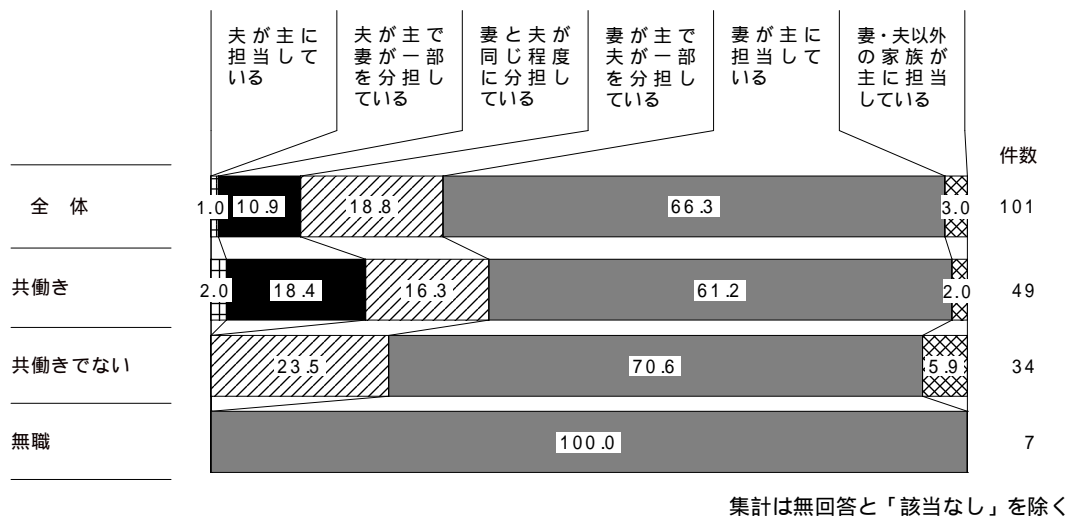 夫が主に
担当して
いる
夫が主で
妻が一部
を分担し
ている
妻と夫が
同じ程度
に分担し
ている
妻が主で
夫が一部
を分担し
ている
妻が主に
担当して
いる
妻・夫以外
の家族が
主に担当
している
件数
全 体 1.0 10.9 18.8 66.3 3.0 101
共働き 2.0 18.4 16.3 61.2 2.0 49
共働きでない 23.5 70.6 5.9 34
無職 100.0 7
集計は無回答と「該当なし」を除く